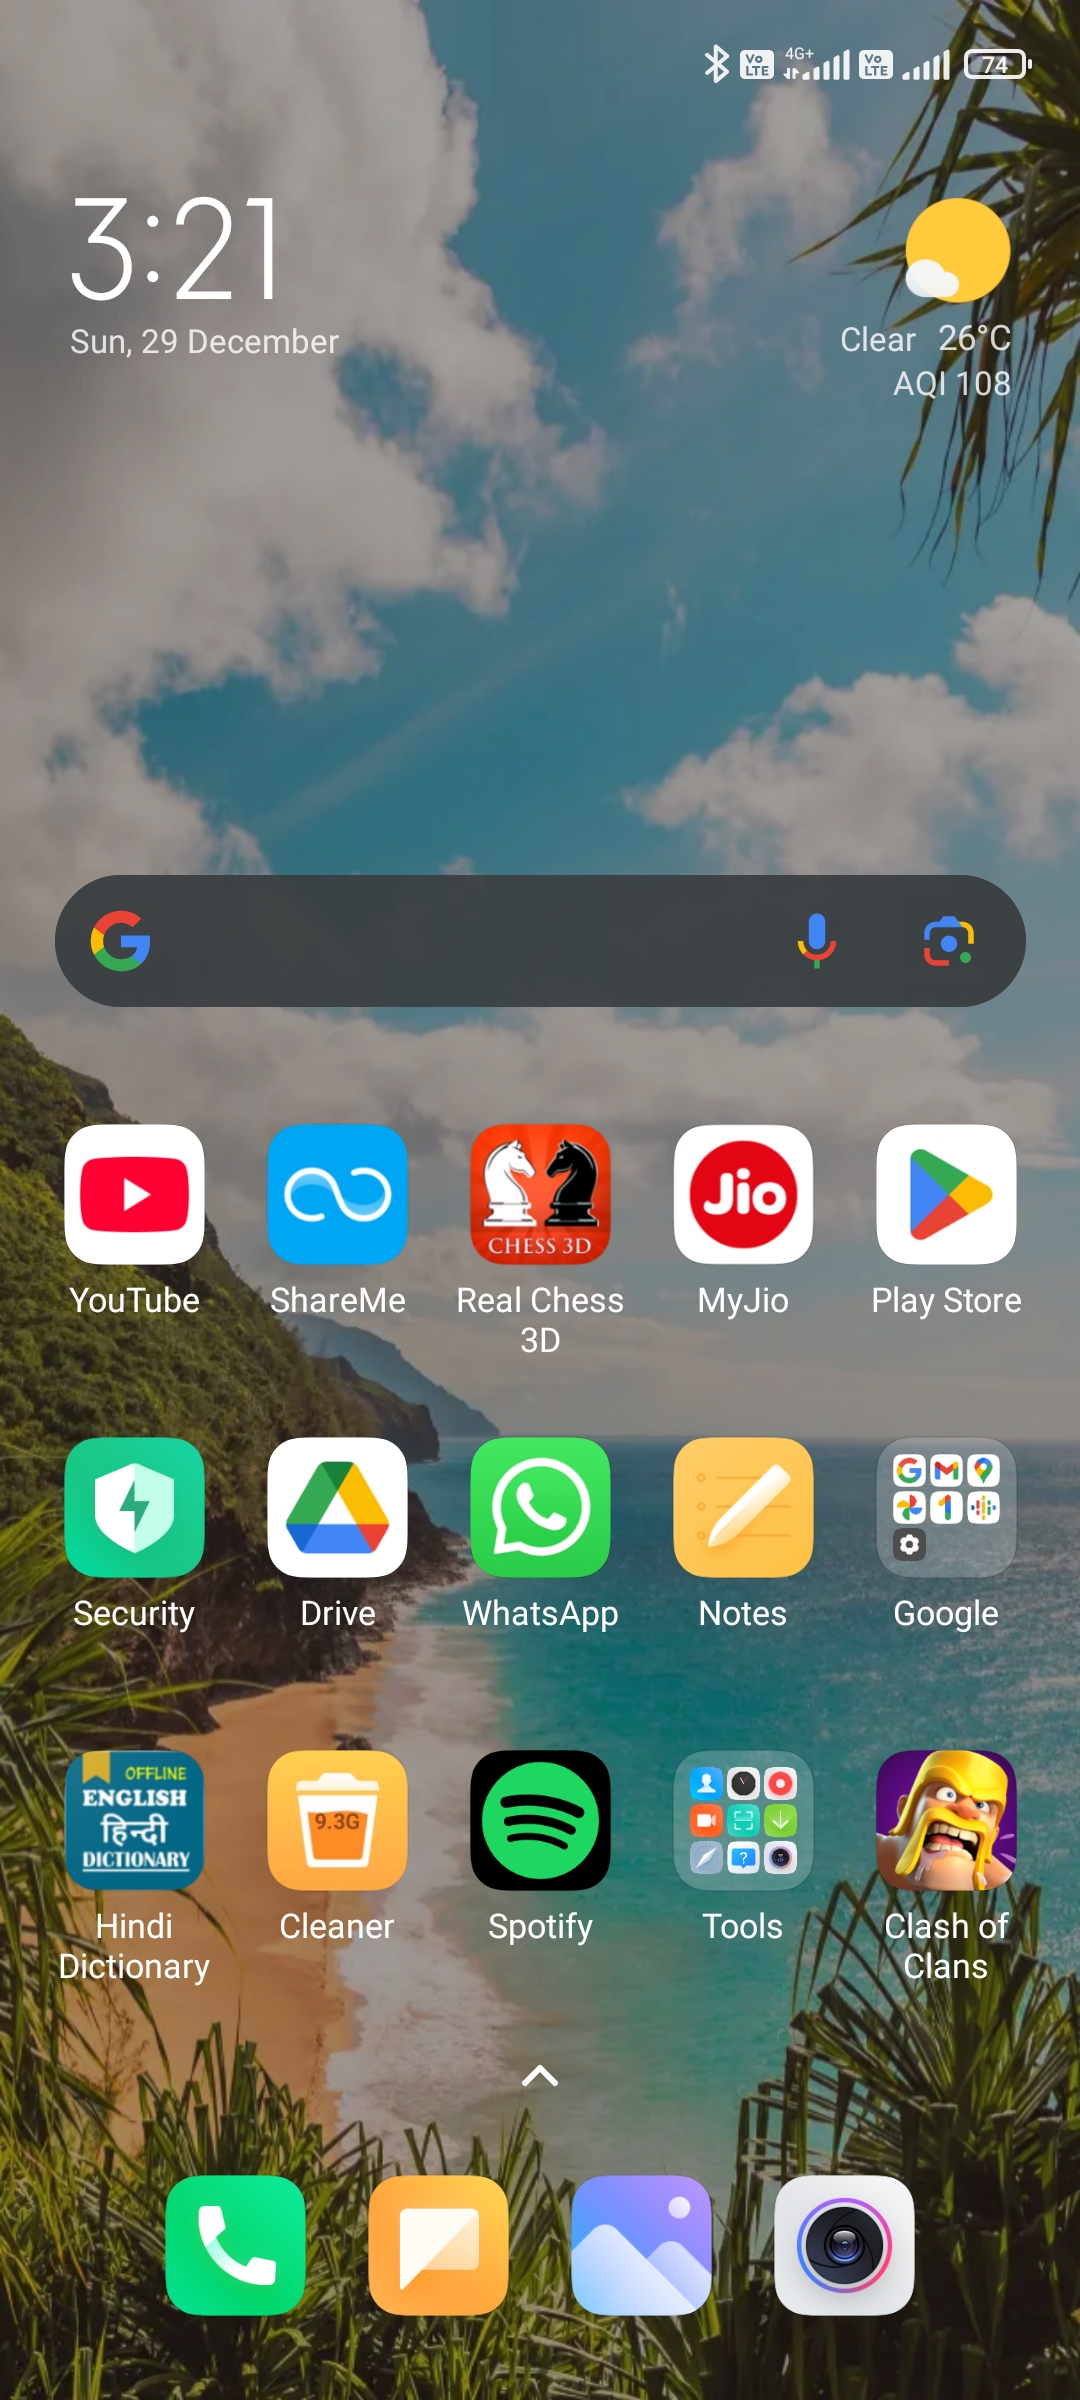 Vo LTE 4G+ Vo LTE 74
3:21
Sun, 29 December
Clear 26°C
AQI 108
G
Jio
CHESS 3D
YouTube ShareMe Real Chess 3D MyJio Play Store
Security Drive WhatsApp Notes Google
OFFLINE
ENGLISH
हिन्दी
DICTIONARY
9.3G
Hindi Dictionary Cleaner Spotify Tools Clash of Clans